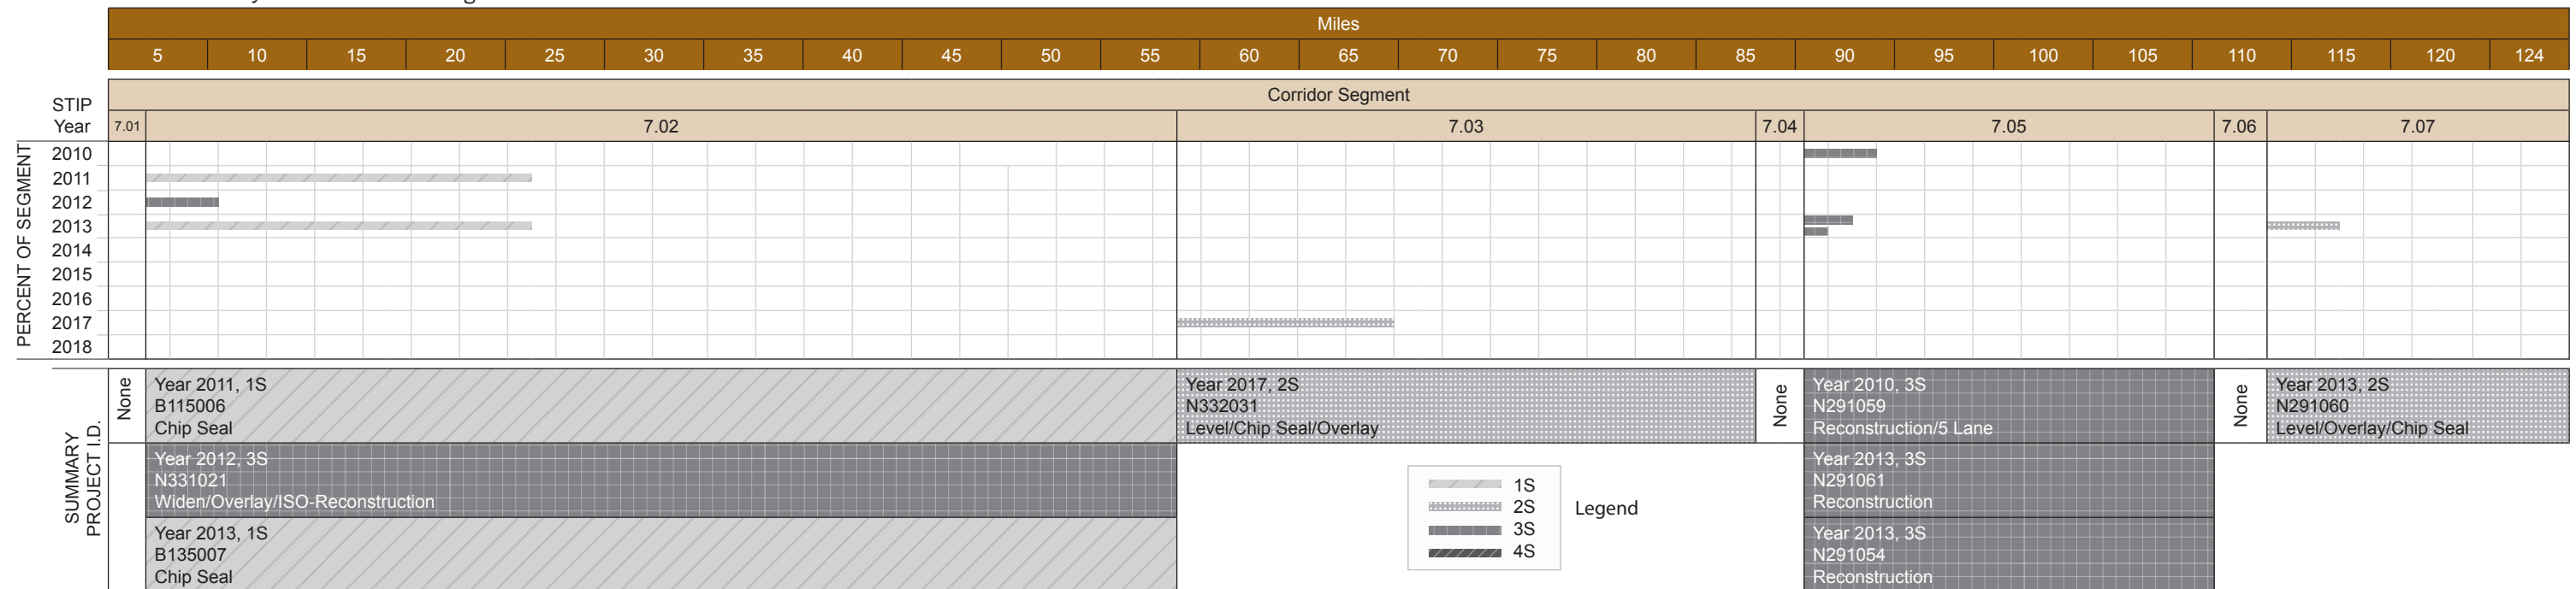 Miles
5 10 15 20 25 30 35 40 45 50 55 60 65 70 75 80 85 90 95 100 105 110 115 120 124
Corridor Segment
STIP
Year
7.01 7.02 7.03 7.04 7.05 7.06 7.07
PERCENT OF SEGMENT
2010
2011
2012
2013
2014
2015
2016
2017
2018
SUMMARY
PROJECT I.D.
None
Year 2011, 1S
B115006
Chip Seal
Year 2012, 3S
N331021
Widen/Overlay/ISO-Reconstruction
Year 2013, 1S
B135007
Chip Seal
Year 2017, 2S
N332031
Level/Chip Seal/Overlay
None
Year 2010, 3S
N291059
Reconstruction/5 Lane
Year 2013, 3S
N291061
Reconstruction
Year 2013, 3S
N291054
Reconstruction
None
Year 2013, 2S
N291060
Level/Overlay/Chip Seal
1S
2S
3S
4S
Legend